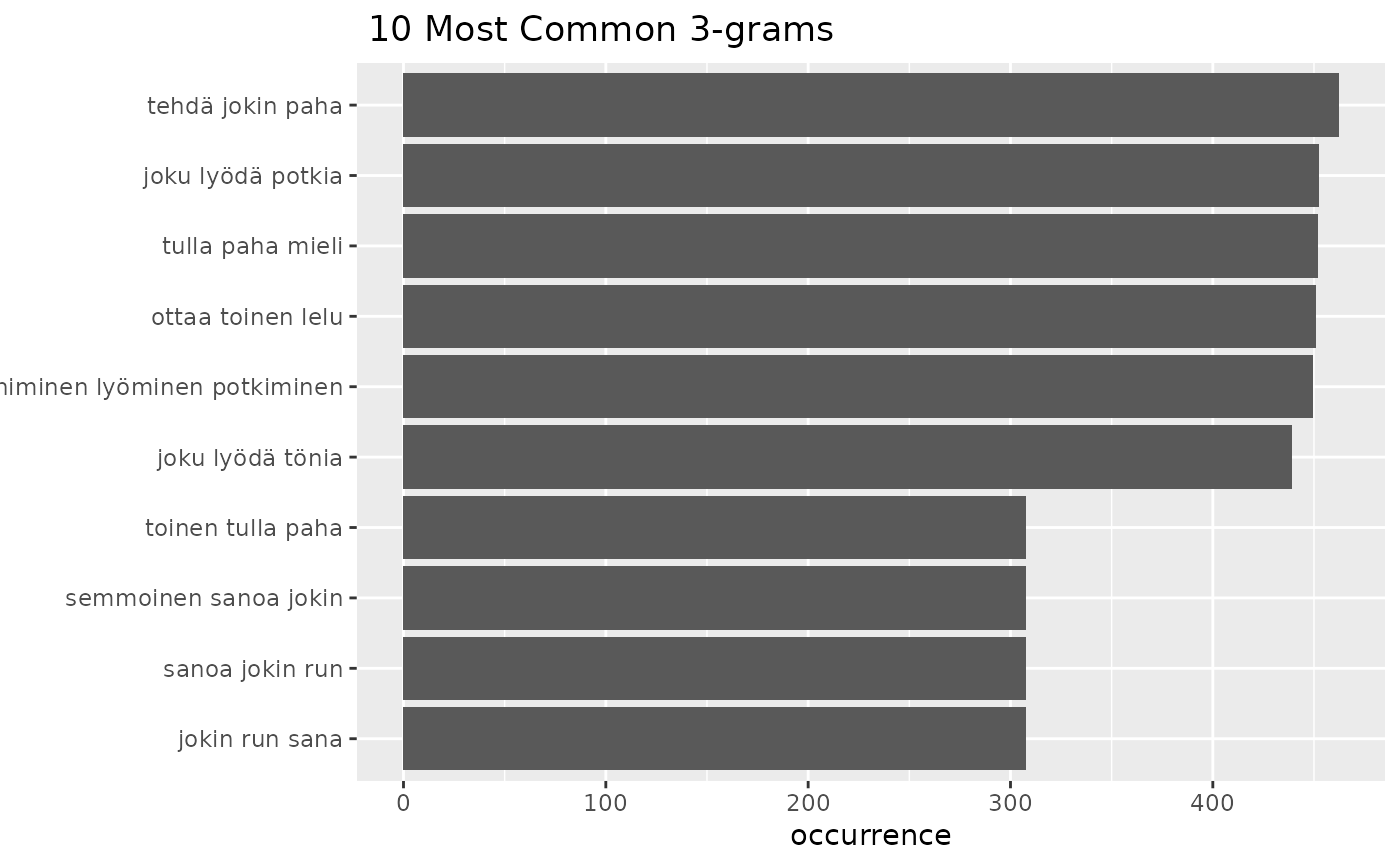 10 Most Common 3-grams
tehdä jokin paha
joku lyödä potkia
tulla paha mieli
ottaa toinen lelu
lyöminen potkiminen
joku lyödä tönia
toinen tulla paha
semmoinen sanoa jokin
sanoa jokin run
jokin run sana
0 100 200 300 400
occurrence